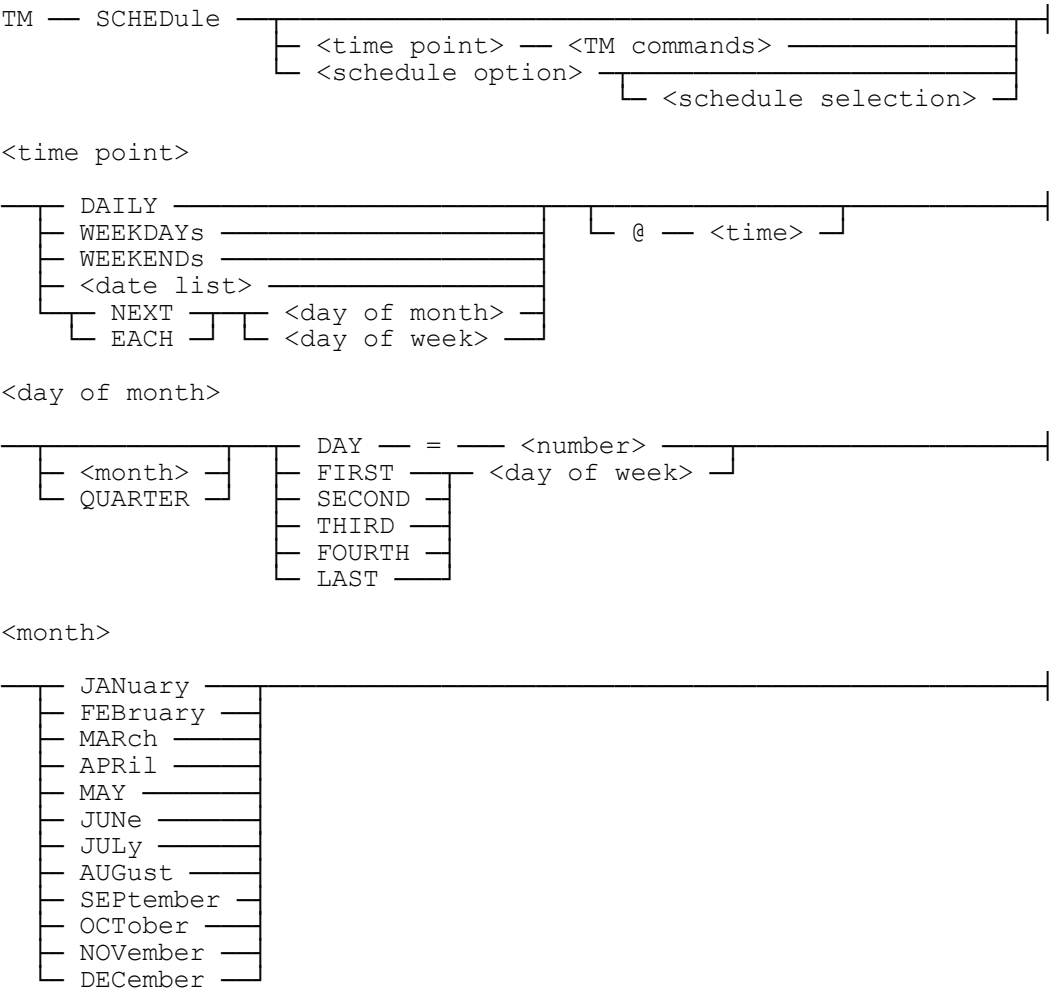 TM SCHEDule
<time point> <TM commands>
<schedule option>
<schedule selection>
<time point>
DAILY
WEEKDAYs @ <time>
WEEKENDs
<date list>
NEXT <day of month>
EACH <day of week>
<day of month>
DAY = <number>
<month> FIRST <day of week>
QUARTER SECOND
THIRD
FOURTH
LAST
<month>
JANuary
FEBruary
MARch
APRil
MAY
JUNe
JULy
AUGust
SEPtember
OCTober
NOVember
DECember